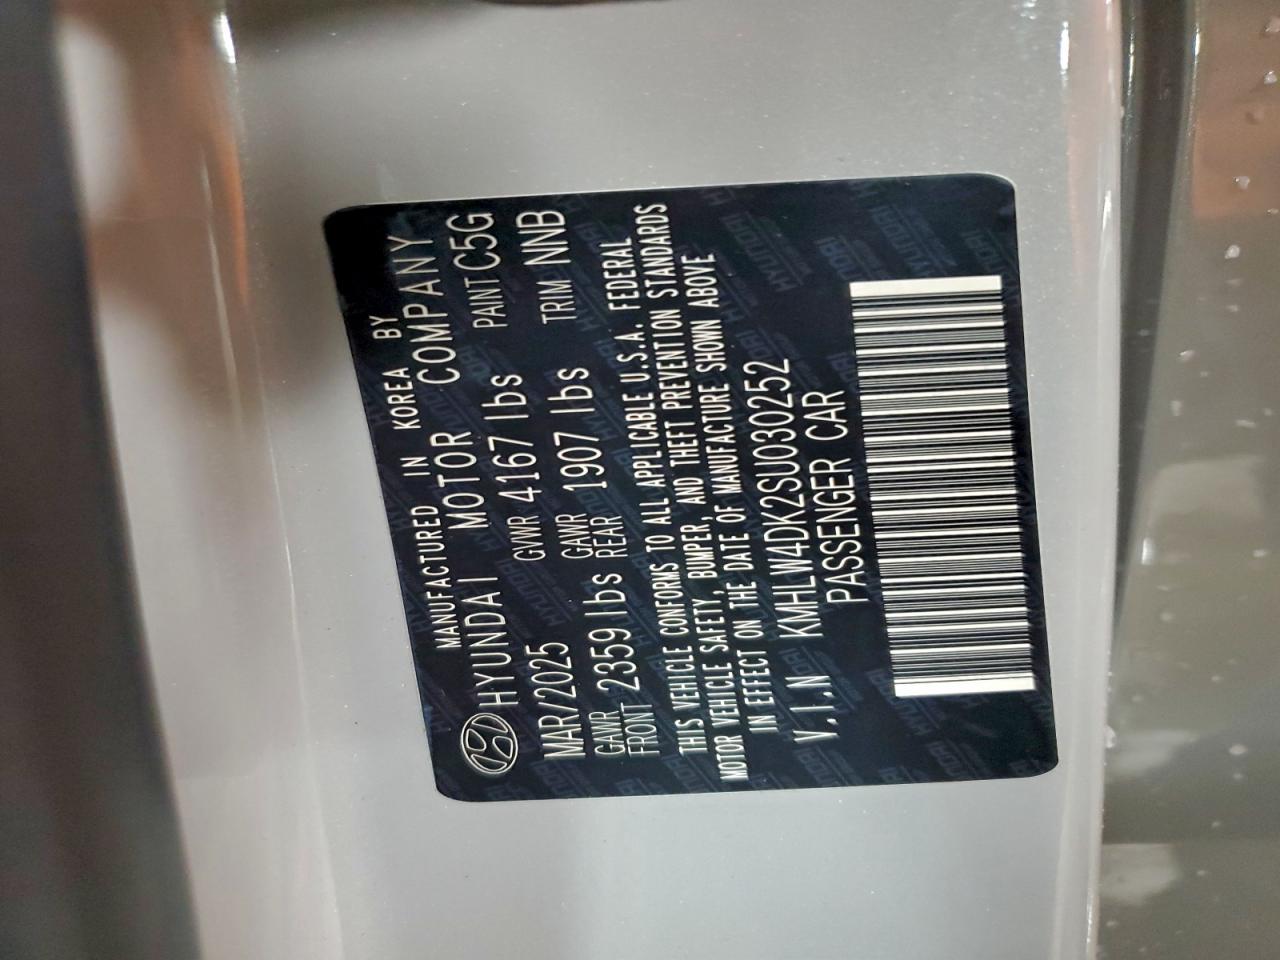 MANUFACTURED IN KOREA BY
HYUNDAI MOTOR COMPANY
MAR/2025 GVWR 4167 lbs PAINT C5G
GAWR FRONT 2359 lbs GAWR REAR 1907 lbs TRIM NNB
THIS VEHICLE CONFORMS TO ALL APPLICABLE U.S.A. FEDERAL
MOTOR VEHICLE SAFETY, BUMPER, AND THEFT PREVENTION STANDARDS
IN EFFECT ON THE DATE OF MANUFACTURE SHOWN ABOVE
V.I.N KMHLW4DK2SU030252
PASSENGER CAR